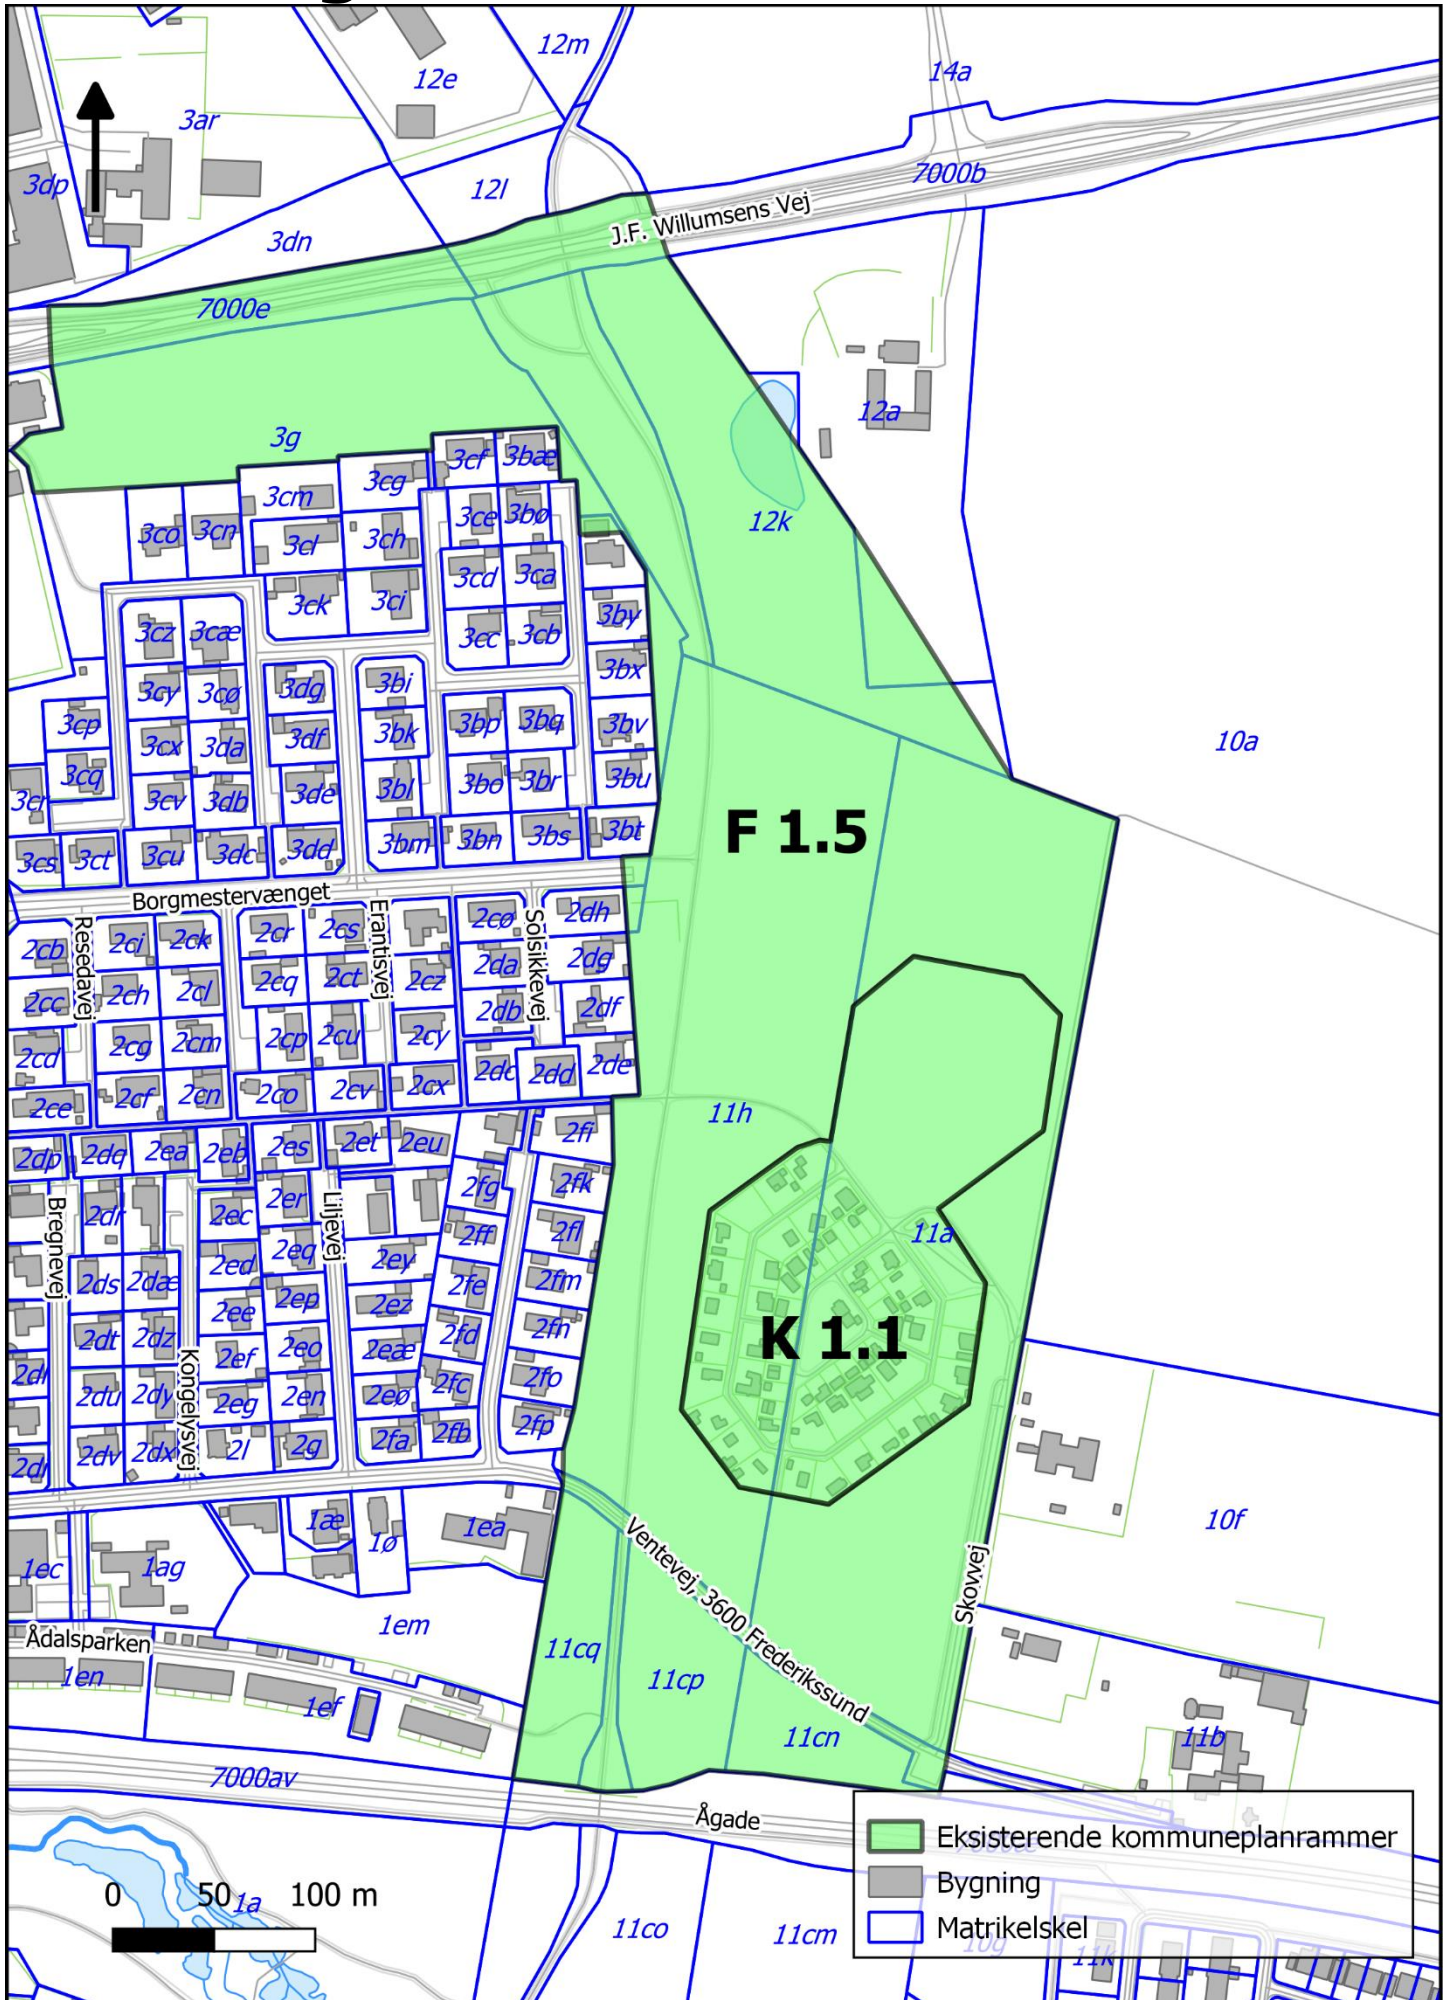 12m
12e
14a
3ar
7000b
3dp
12l
J.F. Willumsens Vej
3dn
7000e
12a
3g
3cf
3bæ
3cg
3cm
12k
3ce
3bø
3co
3cn
3cl
3ch
3cd
3ca
3ck
3ci
3by
3cz
3cæ
3cc
3cb
3bx
3cy
3cø
3dg
3bi
3cp
3bp
3bq
3bv
3cx
3da
3df
3bk
10a
3cq
3bo
3br
3bu
3cr
3cv
3db
3de
3bl
F 1.5
3cs
3ct
3cu
3dc
3dd
3bm
3bn
3bs
3bt
Borgmestervænget
Resedavej
Erantisvej
Solsikkevej
2cb
2ci
2ck
2cr
2cs
2cø
2dh
2cc
2ch
2cl
2cq
2ct
2cz
2da
2dg
2db
2df
2cd
2cg
2cm
2cp
2cu
2cy
2dc
2dd
2de
2ce
2cf
2cn
2co
2cv
2cx
11h
2dp
2dq
2ea
2eb
2es
2et
2eu
2fi
Bregnevej
2dr
2ec
2er
Liljevej
2fg
2fk
2ff
2fl
11a
2ds
2dæ
2ed
2eq
2ey
2fe
2fm
2dt
2dz
2ee
2ep
2ez
2fd
2fn
K 1.1
Kongelysvej
2ef
2eo
2eæ
2fc
2fo
2du
2dy
2eg
2en
2eø
2fb
2fp
2dv
2dx
2l
2g
2fa
1æ
1ø
1ea
10f
1ec
1ag
Ventevej, 3600 Frederikssund
Skovvej
1em
Ådalsparken
1en
11cq
11cp
1ef
11cn
11b
7000av
Ågade
Eksisterende kommuneplanrammer
Bygning
Matrikelskel
0 50 100 m
1a
11co
11cm
10g
11k